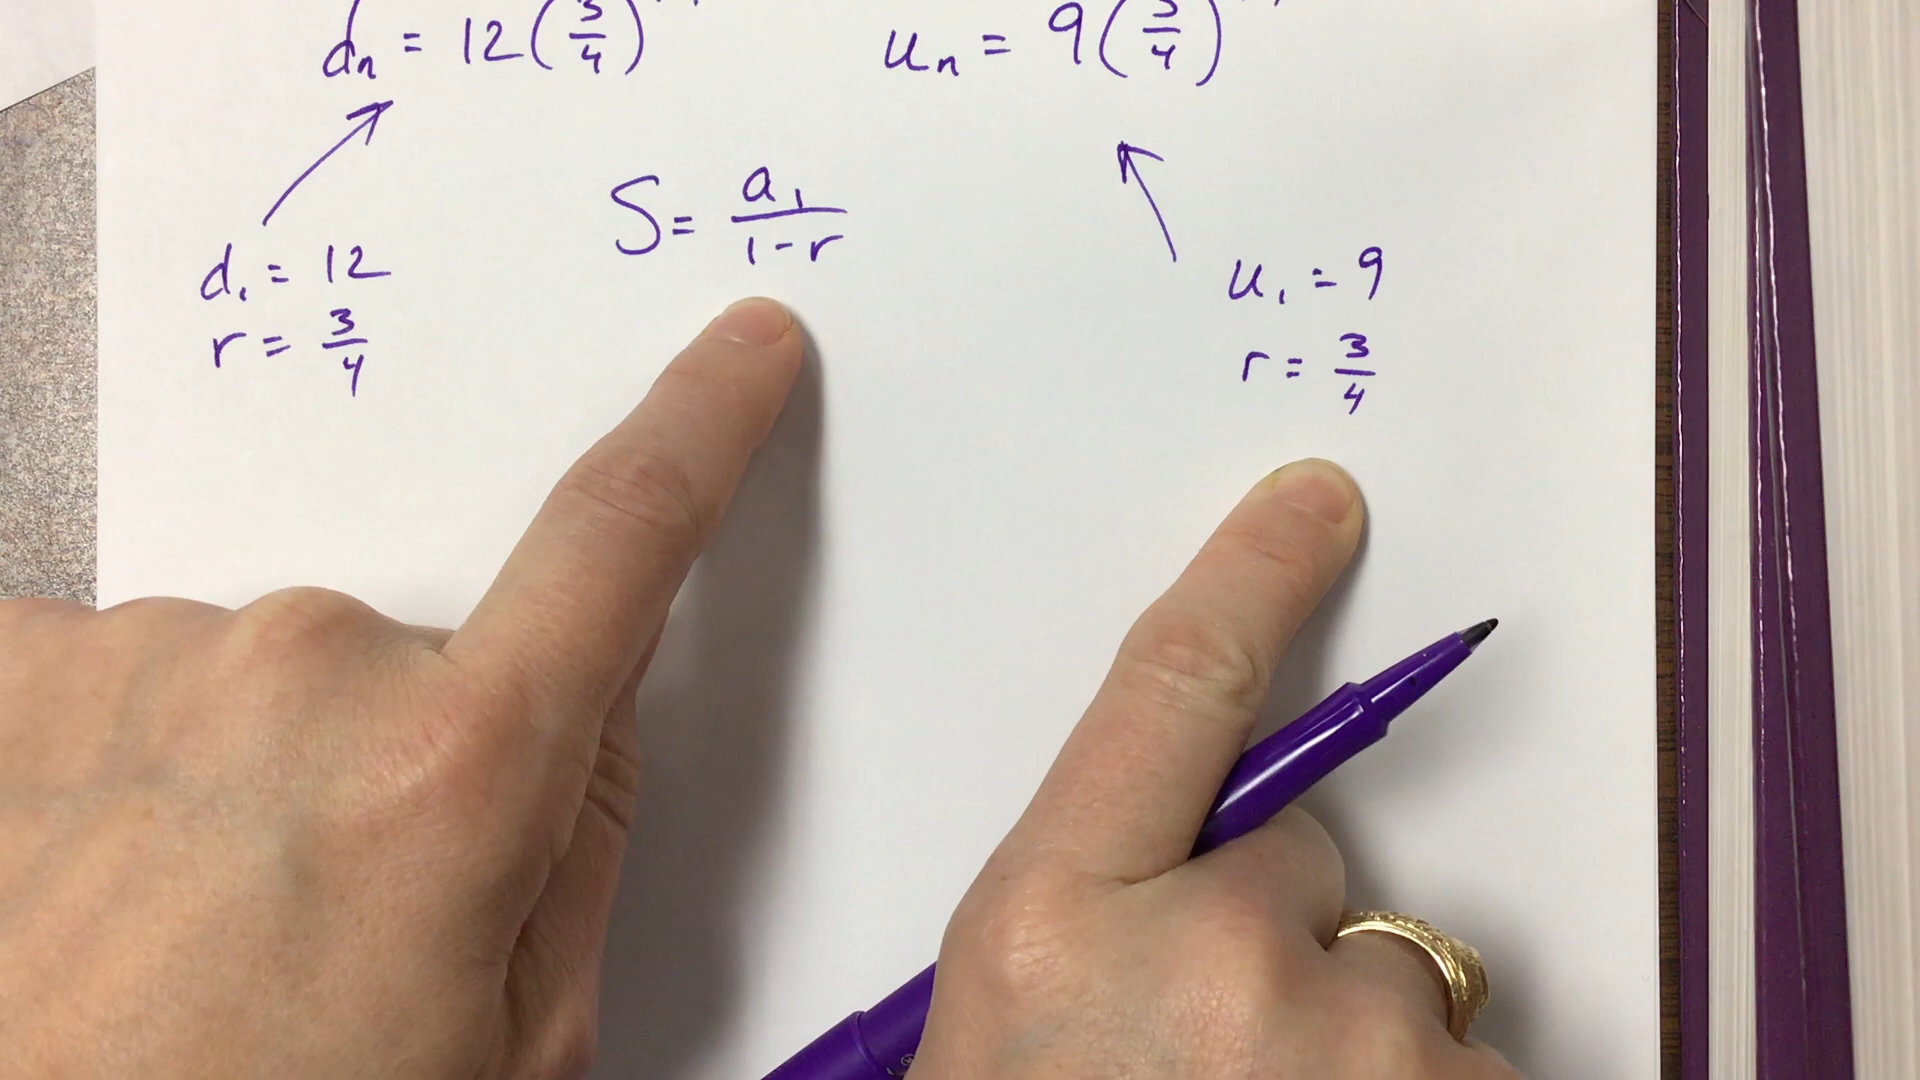 dn = 12(3/4)
un = 9(3/4)
S = a1/1-r
d1 = 12
r = 3/4
u1 = 9
r = 3/4